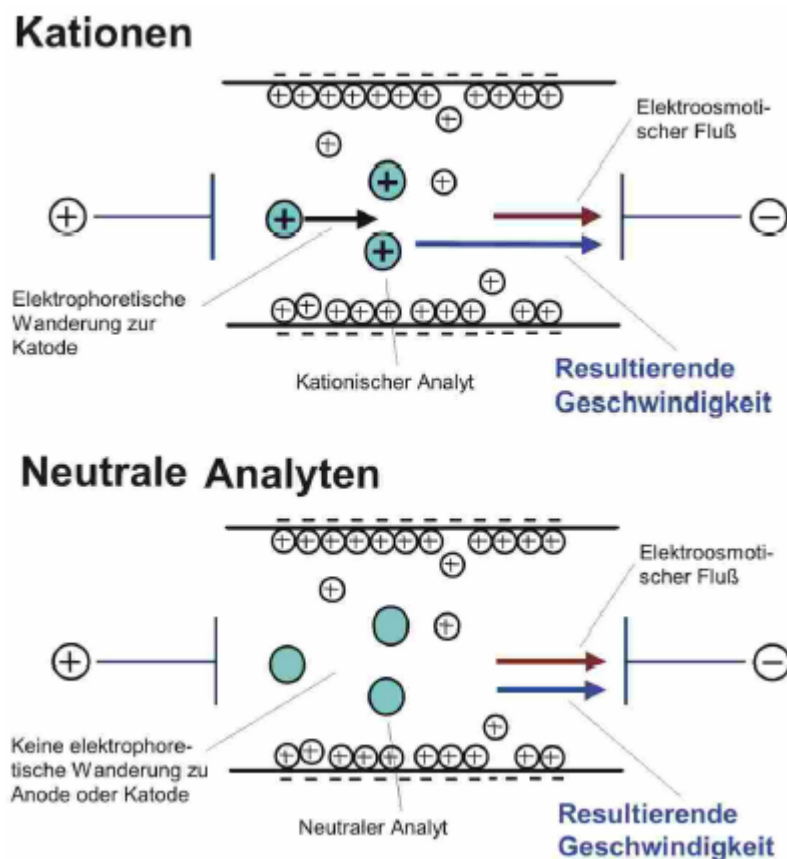 Kationen
Elektroosmoti-
scher Fluß
Elektrophoretische
Wanderung zur
Katode
Kationischer Analyt
Resultierende
Geschwindigkeit
Neutrale Analyten
Elektroosmoti-
scher Fluß
Keine elektrophore-
tische Wanderung zu
Anode oder Katode
Neutraler Analyt
Resultierende
Geschwindigkeit